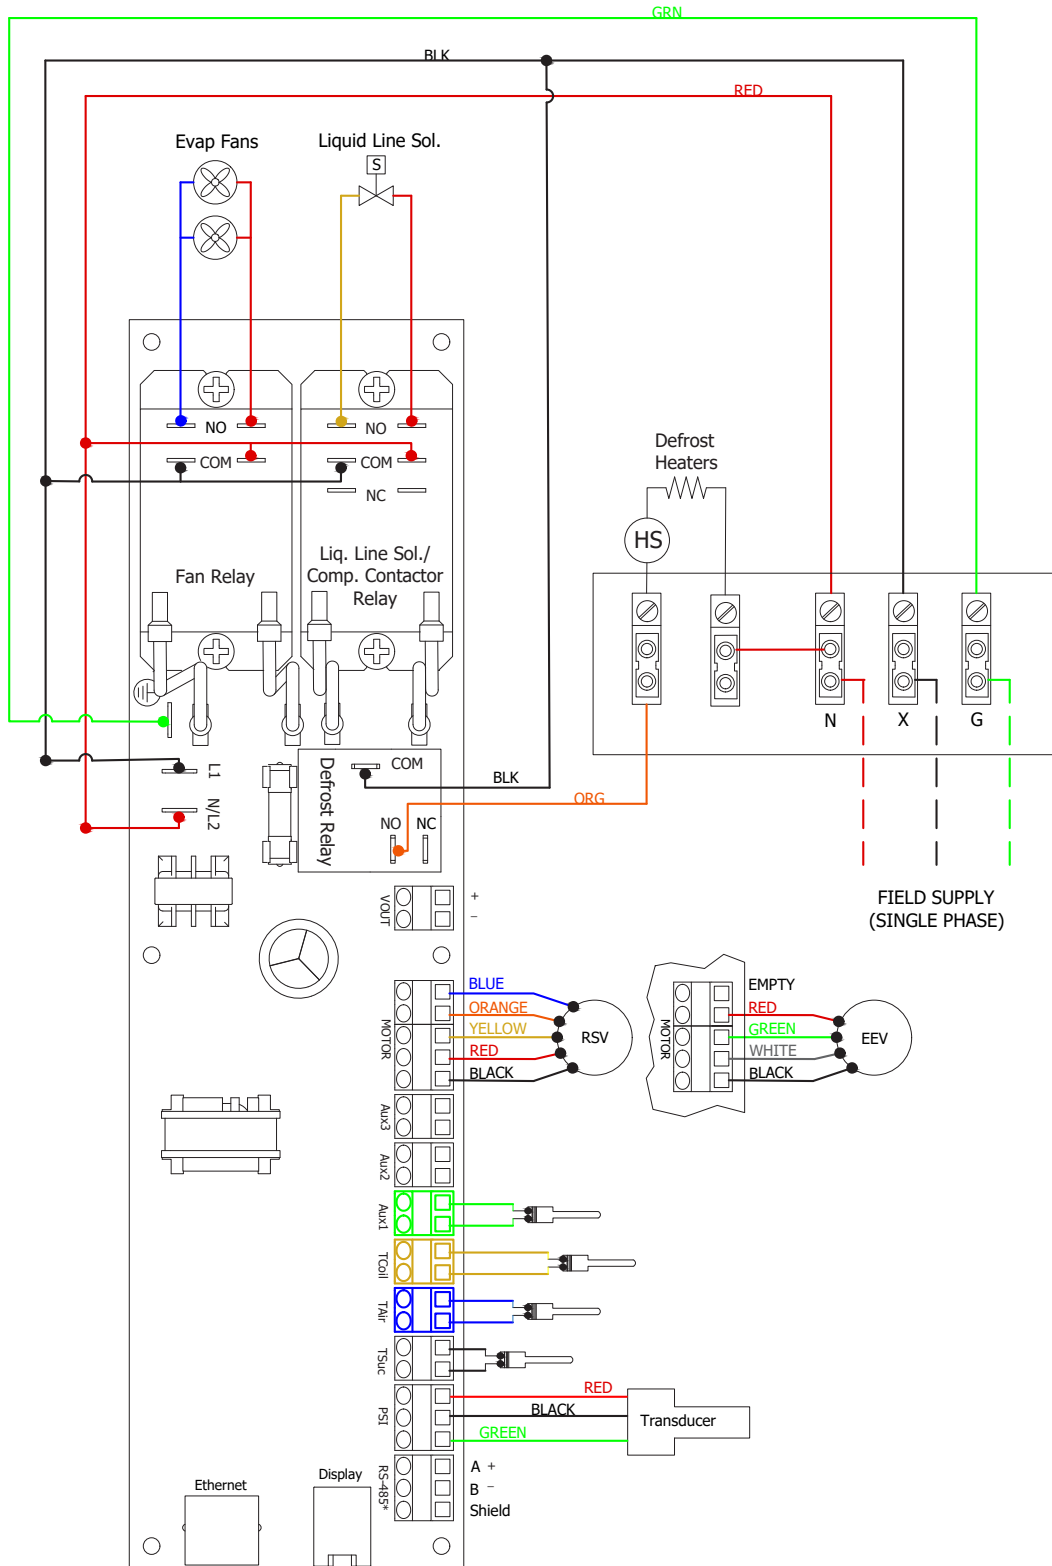 GRN
BLK
RED
Evap Fans
Liquid Line Sol.
S
NO
NO
COM
COM
NC
Defrost
Heaters
HS
Fan Relay
Liq. Line Sol./
Comp. Contactor
Relay
N
X
G
L1
N/L2
Defrost Relay
COM
NO
NC
BLK
ORG
FIELD SUPPLY
(SINGLE PHASE)
VOUT
+
−
MOTOR
BLUE
ORANGE
YELLOW
RED
BLACK
RSV
MOTOR
EMPTY
RED
GREEN
WHITE
BLACK
EEV
Aux3
Aux2
Aux1
TCoil
TAir
TSuc
PSI
RED
BLACK
GREEN
Transducer
RS-485*
A +
B −
Shield
Ethernet
Display